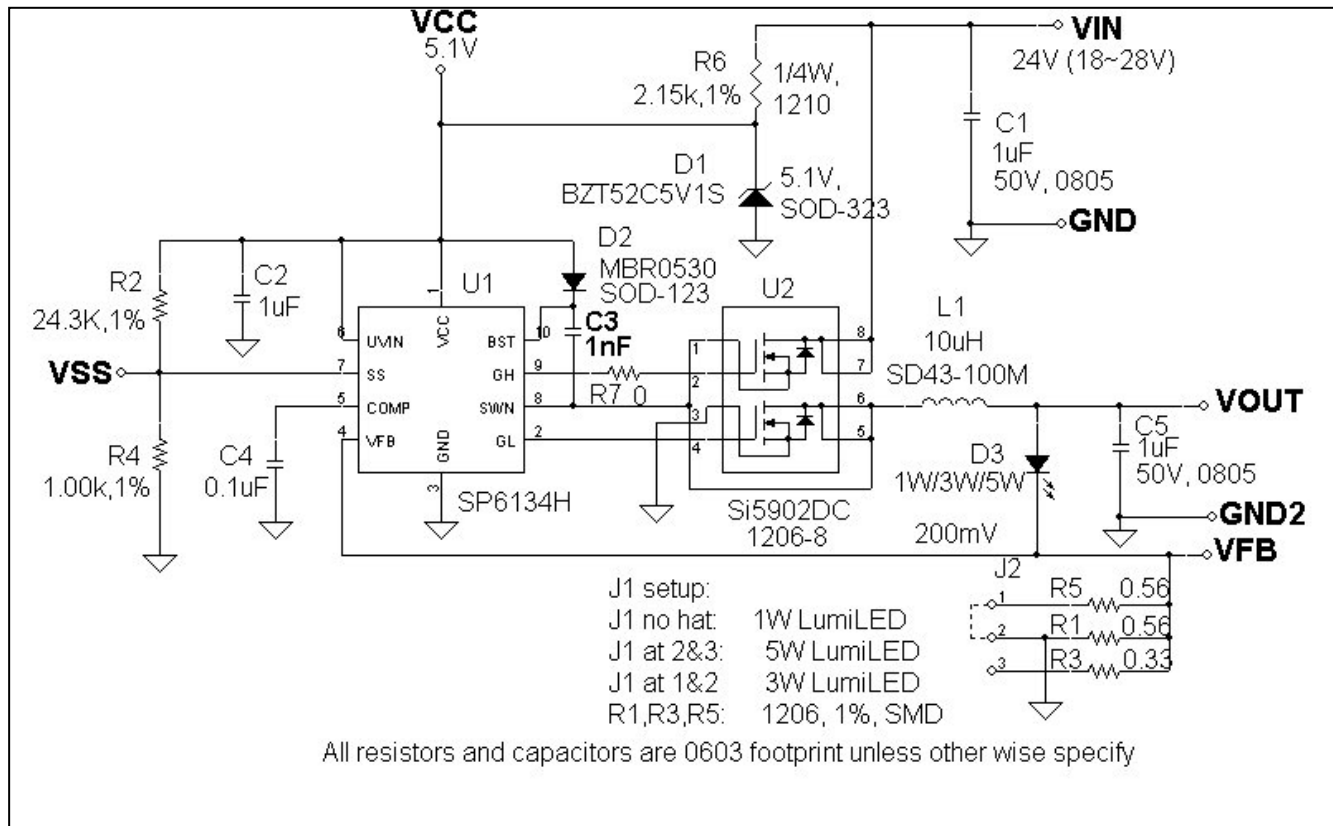 VCC
5.1V
VIN
24V (18~28V)
R6
2.15k,1%
1/4W,
1210
C1
1uF
50V, 0805
D1
BZT52C5V1S
5.1V,
SOD-323
GND
R2
24.3K,1%
C2
1uF
D2
MBR0530
SOD-123
U1
1
VCC
U2
L1
10uH
SD43-100M
C3
1nF
6
UVIN
BST
10
7
SS
GH
9
5
COMP
SWN
8
4
VFB
GL
2
GND
3
SP6134H
R7
0
1
2
3
4
8
7
6
5
VSS
VOUT
R4
1.00k,1%
C4
0.1uF
D3
1W/3W/5W
C5
1uF
50V, 0805
Si5902DC
1206-8
GND2
200mV
VFB
J2
1
R5
0.56
2
R1
0.56
3
R3
0.33
J1 setup:
J1 no hat: 1W LumiLED
J1 at 2&3: 5W LumiLED
J1 at 1&2 3W LumiLED
R1,R3,R5: 1206, 1%, SMD
All resistors and capacitors are 0603 footprint unless other wise specify